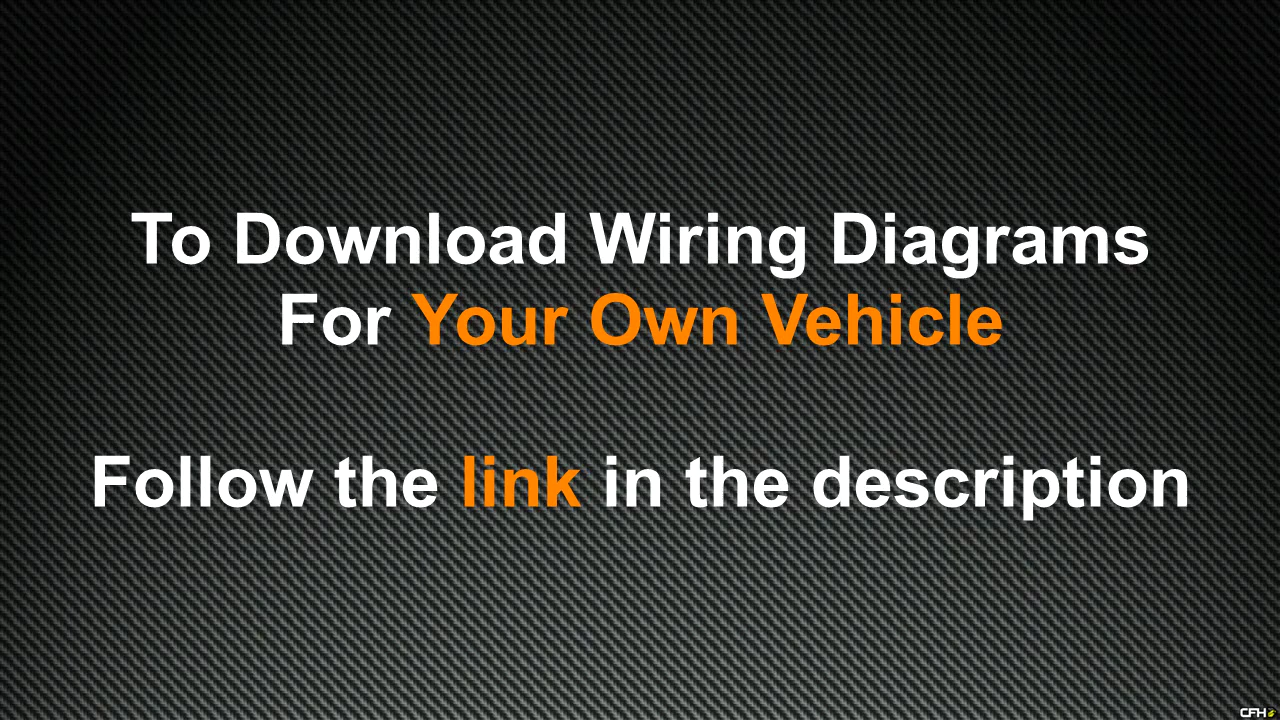 To Download Wiring Diagrams
For Your Own Vehicle
Follow the link in the description
CFH